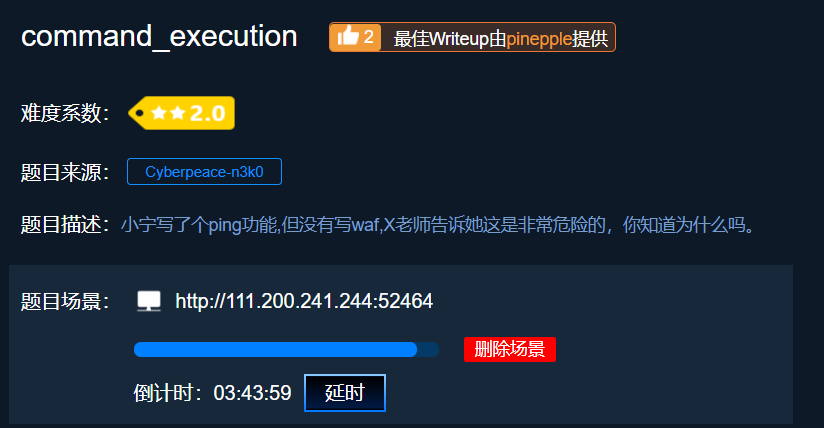 command_execution 2 最佳Writeup由pinepple提供
难度系数： 2.0
题目来源： Cyberpeace-n3k0
题目描述：小宁写了个ping功能,但没有写waf,X老师告诉她这是非常危险的，你知道为什么吗。
题目场景： http://111.200.241.244:52464
删除场景
倒计时：03:43:59 延时